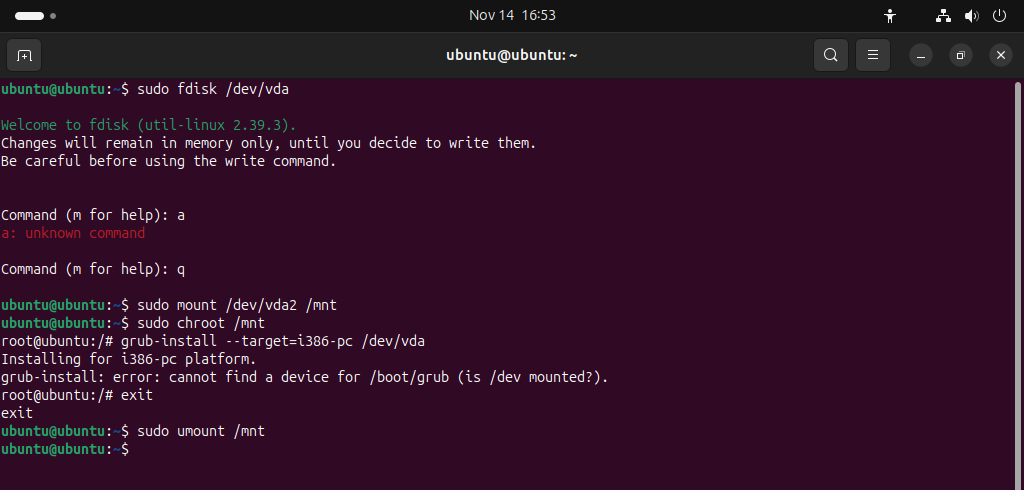 Nov 14 16:53
ubuntu@ubuntu: ~
ubuntu@ubuntu:~$ sudo fdisk /dev/vda
Welcome to fdisk (util-linux 2.39.3).
Changes will remain in memory only, until you decide to write them.
Be careful before using the write command.
Command (m for help): a
a: unknown command
Command (m for help): q
ubuntu@ubuntu:~$ sudo mount /dev/vda2 /mnt
ubuntu@ubuntu:~$ sudo chroot /mnt
root@ubuntu:/# grub-install --target=i386-pc /dev/vda
Installing for i386-pc platform.
grub-install: error: cannot find a device for /boot/grub (is /dev mounted?).
root@ubuntu:/# exit
exit
ubuntu@ubuntu:~$ sudo umount /mnt
ubuntu@ubuntu:~$